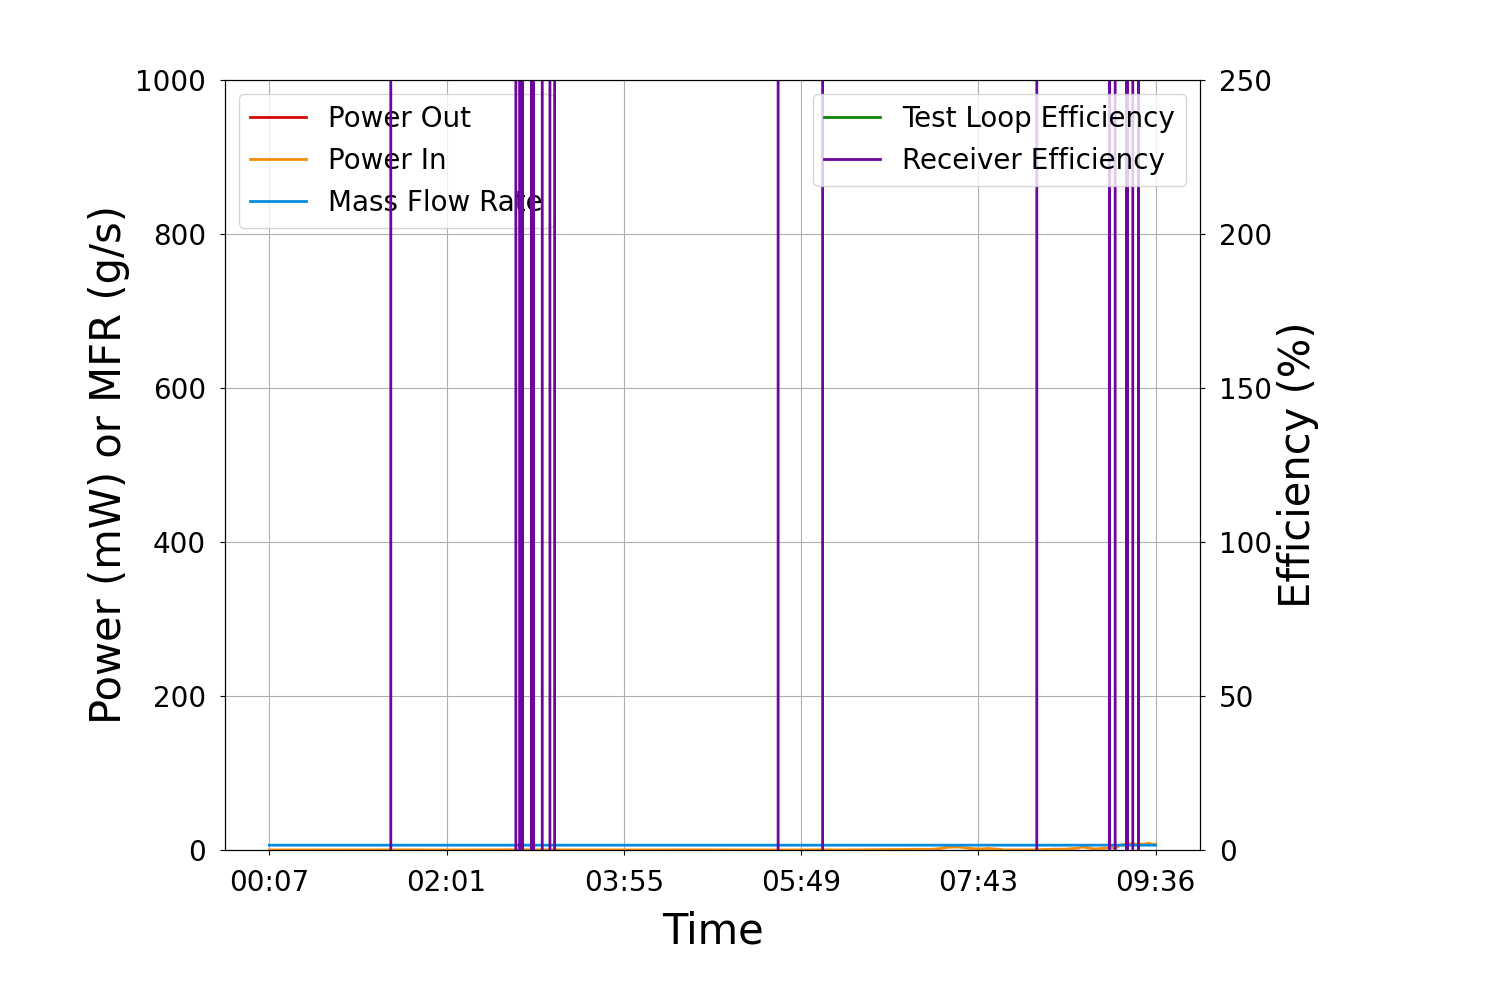 Power (mW) or MFR (g/s)
1000
800
600
400
200
0
Power Out
Power In
Mass Flow Rate
Test Loop Efficiency
Receiver Efficiency
250
200
150
100
50
0
Efficiency (%)
00:07 02:01 03:55 05:49 07:43 09:36
Time